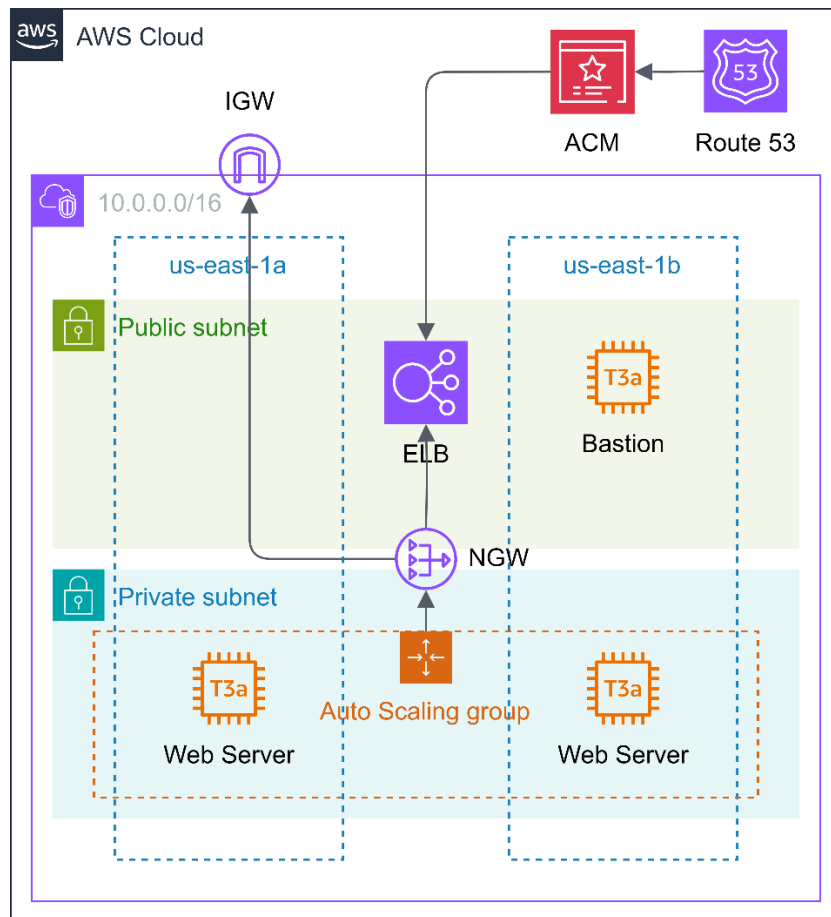 aws
AWS Cloud
IGW
ACM
53
Route 53
10.0.0.0/16
us-east-1a
us-east-1b
Public subnet
ELB
T3a
Bastion
NGW
Private subnet
T3a
Web Server
Auto Scaling group
T3a
Web Server